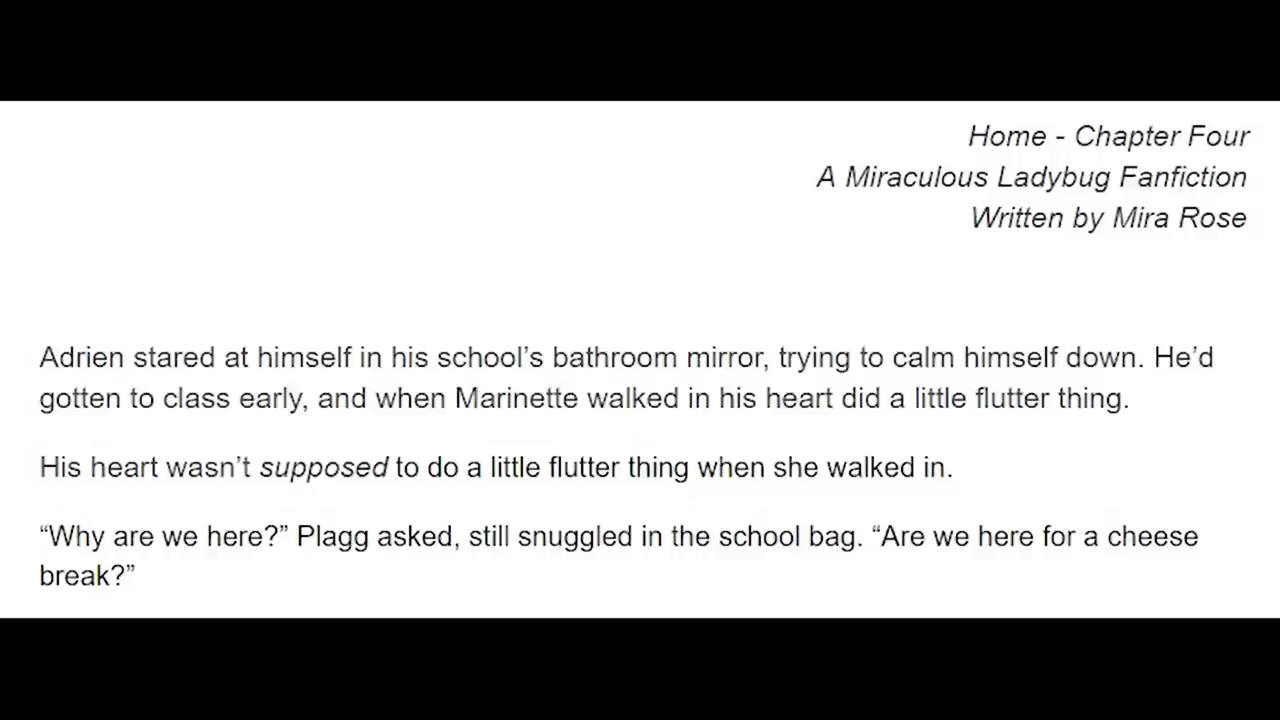 Home - Chapter Four
A Miraculous Ladybug Fanfiction
Written by Mira Rose
Adrien stared at himself in his school’s bathroom mirror, trying to calm himself down. He’d
gotten to class early, and when Marinette walked in his heart did a little flutter thing.
His heart wasn’t supposed to do a little flutter thing when she walked in.
“Why are we here?” Plagg asked, still snuggled in the school bag. “Are we here for a cheese
break?”